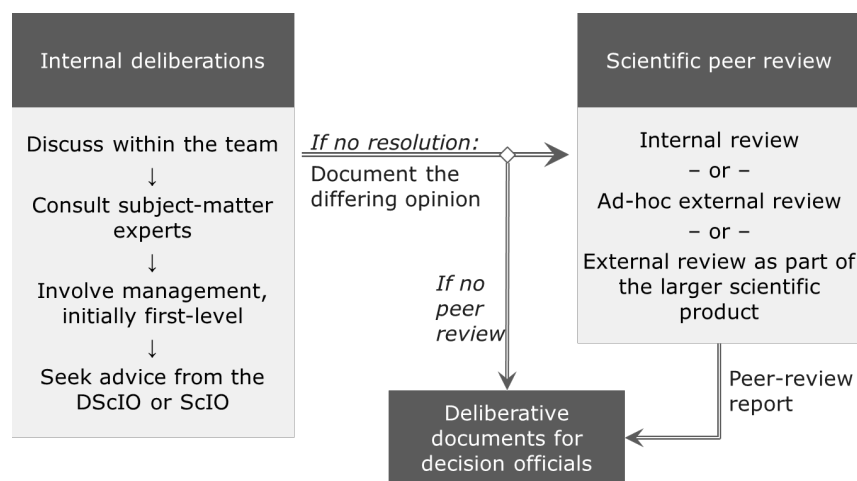 Internal deliberations
Discuss within the team
↓
Consult subject-matter
experts
↓
Involve management,
initially first-level
↓
Seek advice from the
DScIO or ScIO
If no resolution:
Document the
differing opinion
If no
peer
review
Scientific peer review
Internal review
– or –
Ad-hoc external review
– or –
External review as part of
the larger scientific
product
Peer-review
report
Deliberative
documents for
decision officials